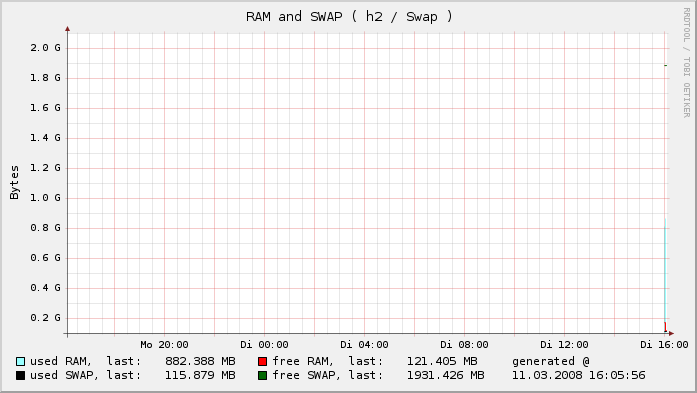 RAM and SWAP ( h2 / Swap )
RRDTOOL / TOBI OETIKER
Bytes
2.0 G
1.8 G
1.6 G
1.4 G
1.2 G
1.0 G
0.8 G
0.6 G
0.4 G
0.2 G
Mo 20:00 Di 00:00 Di 04:00 Di 08:00 Di 12:00 Di 16:00
used RAM, last: 882.388 MB free RAM, last: 121.405 MB generated @
used SWAP, last: 115.879 MB free SWAP, last: 1931.426 MB 11.03.2008 16:05:56